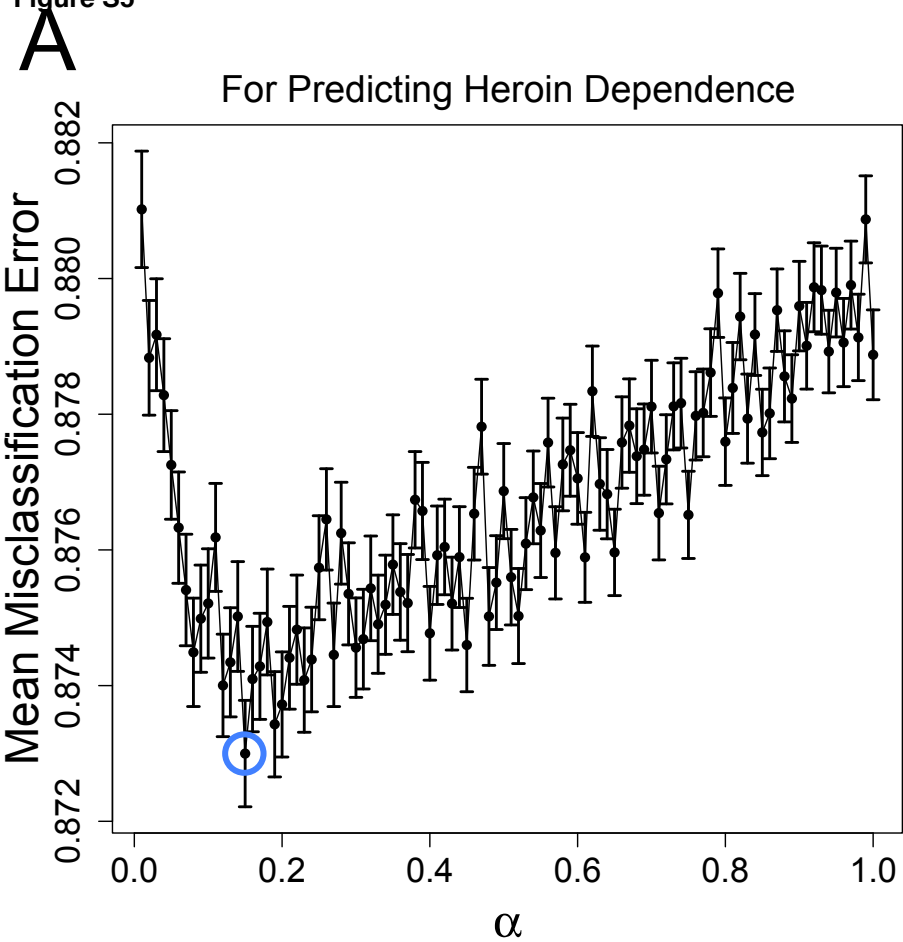 Figure S5
A
For Predicting Heroin Dependence
Mean Misclassification Error
0.882
0.880
0.878
0.876
0.874
0.872
0.0 0.2 0.4 0.6 0.8 1.0
α